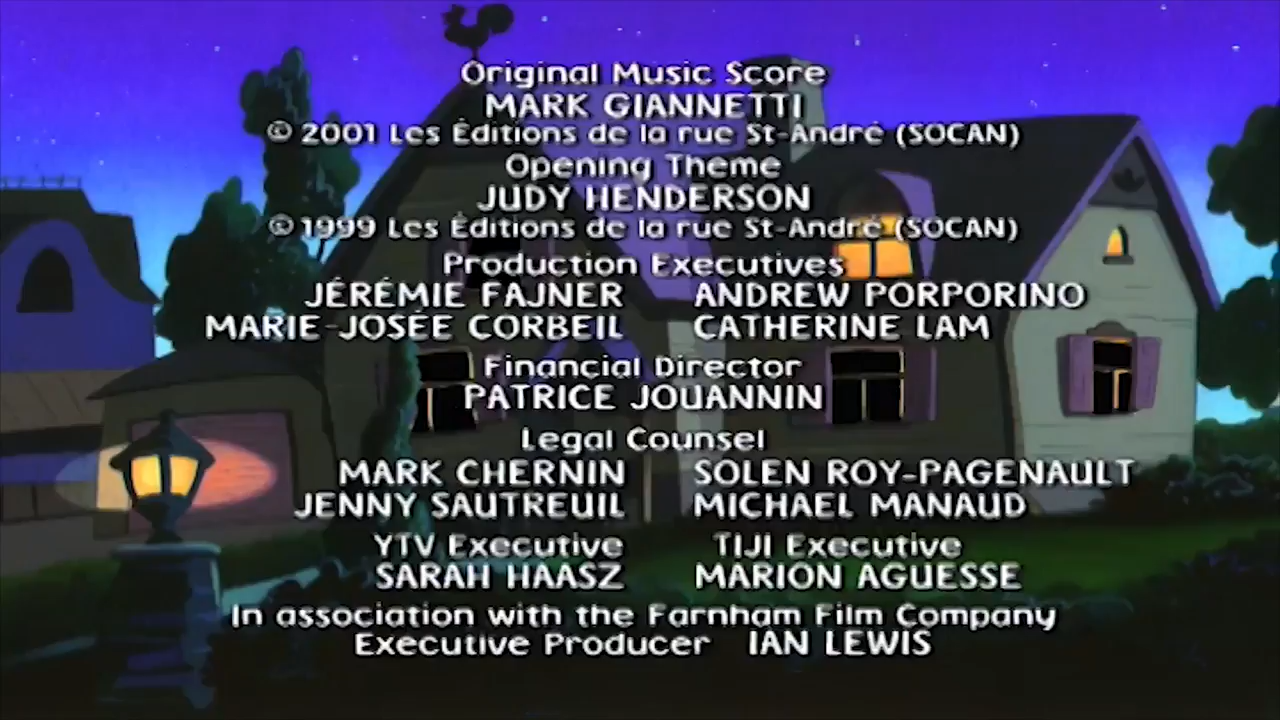 Original Music Score
MARK GIANNETTI
© 2001 Les Éditions de la rue St-André (SOCAN)
Opening Theme
JUDY HENDERSON
© 1999 Les Éditions de la rue St-André (SOCAN)
Production Executives
JÉRÉMIE FAJNER ANDREW PORPORINO
MARIE-JOSÉE CORBEIL CATHERINE LAM
Financial Director
PATRICE JOUANNIN
Legal Counsel
MARK CHERNIN SOLEN ROY-PAGENAULT
JENNY SAUTREUIL MICHAEL MANAUD
YTV Executive TIJI Executive
SARAH HAASZ MARION AGUESSE
In association with the Farnham Film Company
Executive Producer IAN LEWIS